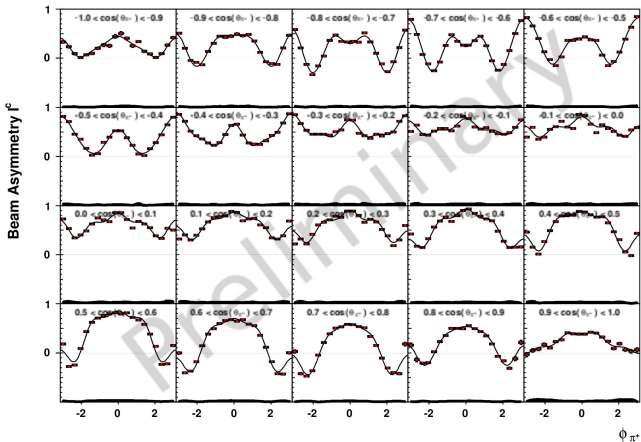 1 -1.0 < cos(θπ*) < -0.9 -0.9 < cos(θπ*) < -0.8 -0.8 < cos(θπ*) < -0.7 -0.7 < cos(θπ*) < -0.6 -0.6 < cos(θπ*) < -0.5
0
1 -0.5 < cos(θπ*) < -0.4 -0.4 < cos(θπ*) < -0.3 -0.3 < cos(θπ*) < -0.2 -0.2 < cos(θπ*) < -0.1 -0.1 < cos(θπ*) < 0.0
0
1 0.0 < cos(θπ*) < 0.1 0.1 < cos(θπ*) < 0.2 0.2 < cos(θπ*) < 0.3 0.3 < cos(θπ*) < 0.4 0.4 < cos(θπ*) < 0.5
0
1 0.5 < cos(θπ*) < 0.6 0.6 < cos(θπ*) < 0.7 0.7 < cos(θπ*) < 0.8 0.8 < cos(θπ*) < 0.9 0.9 < cos(θπ*) < 1.0
0
-2 0 2 -2 0 2 -2 0 2 -2 0 2 -2 0 2
Beam Asymmetry I^c
ϕπ*
Preliminary